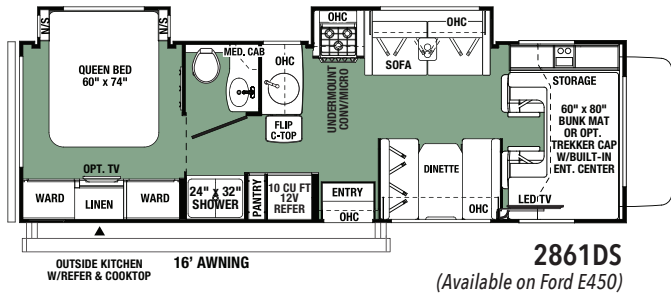 N/S
N/S
QUEEN BED
60" x 74"
MED. CAB
OHC
OHC
UNDERMOUNT
CONV/MICRO
OHC
SOFA
STORAGE
60" x 80"
BUNK MAT
OR OPT.
TREKKER CAP
W/BUILT-IN
ENT. CENTER
FLIP
C-TOP
OPT. TV
WARD
LINEN
WARD
24" x 32"
SHOWER
PANTRY
10 CU FT
12V
REFER
ENTRY
OHC
DINETTE
OHC
LED TV
OUTSIDE KITCHEN
W/REFER & COOKTOP
16' AWNING
2861DS
(Available on Ford E450)